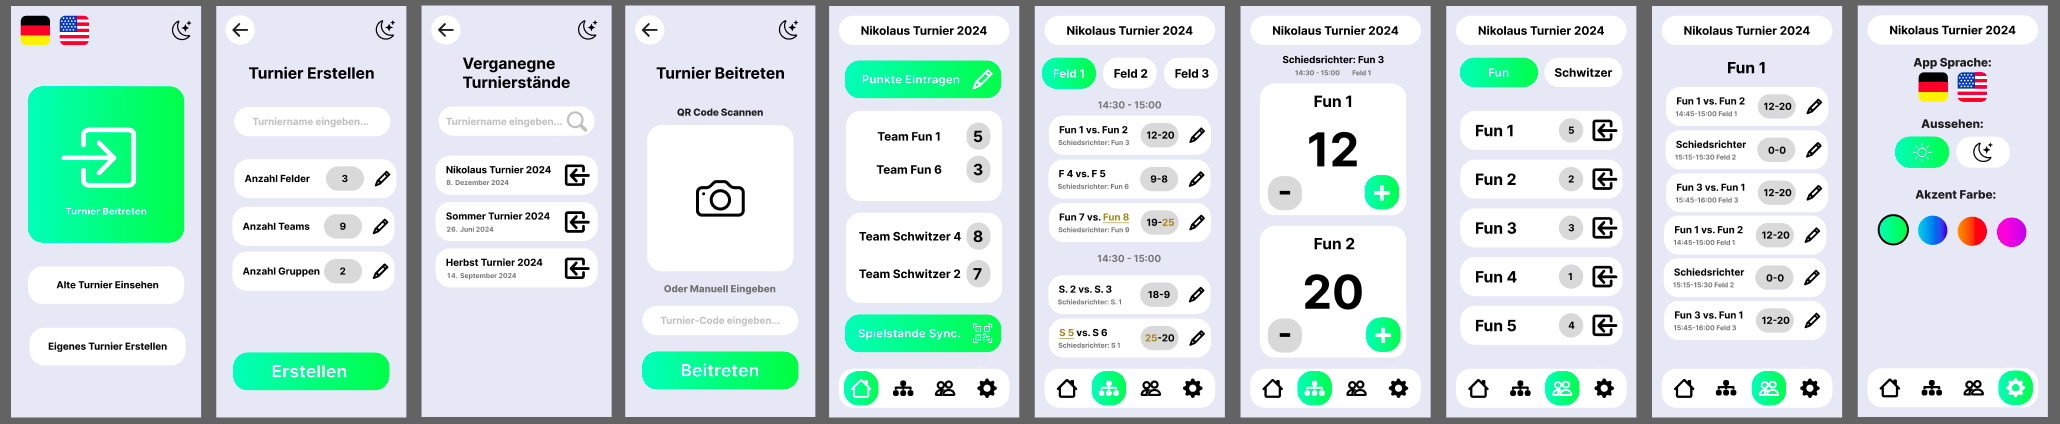 Turnier Beitreten
Alte Turnier Einsehen
Eigenes Turnier Erstellen
Turnier Erstellen
Turniername eingeben...
Anzahl Felder 3
Anzahl Teams 9
Anzahl Gruppen 2
Erstellen
Verganegne
Turnierstände
Turniername eingeben...
Nikolaus Turnier 2024
8. Dezember 2024
Sommer Turnier 2024
26. Juni 2024
Herbst Turnier 2024
14. September 2024
Turnier Beitreten
QR Code Scannen
Oder Manuell Eingeben
Turnier-Code eingeben...
Beitreten
Nikolaus Turnier 2024
Punkte Eintragen
Team Fun 1 5
Team Fun 6 3
Team Schwitzer 4 8
Team Schwitzer 2 7
Spielstände Sync.
Nikolaus Turnier 2024
Feld 1 Feld 2 Feld 3
14:30 - 15:00
Fun 1 vs. Fun 2 12-20
Schiedsrichter: Fun 3
F 4 vs. F 5 9-8
Schiedsrichter: Fun 6
Fun 7 vs. Fun 8 19-25
Schiedsrichter: Fun 9
14:30 - 15:00
S. 2 vs. S. 3 18-9
Schiedsrichter: S. 1
S 5 vs. S 6 25-20
Schiedsrichter: S 1
Nikolaus Turnier 2024
Schiedsrichter: Fun 3
14:30 - 15:00 Feld 1
Fun 1
12
- +
Fun 2
20
- +
Nikolaus Turnier 2024
Fun Schwitzer
Fun 1 5
Fun 2 2
Fun 3 3
Fun 4 1
Fun 5 4
Nikolaus Turnier 2024
Fun 1
Fun 1 vs. Fun 2 12-20
14:45-15:00 Feld 1
Schiedsrichter 0-0
15:15-15:30 Feld 2
Fun 3 vs. Fun 1 12-20
15:45-16:00 Feld 3
Fun 1 vs. Fun 2 12-20
14:45-15:00 Feld 1
Schiedsrichter 0-0
15:15-15:30 Feld 2
Fun 3 vs. Fun 1 12-20
15:45-16:00 Feld 3
Nikolaus Turnier 2024
App Sprache:
Aussehen:
Akzent Farbe: